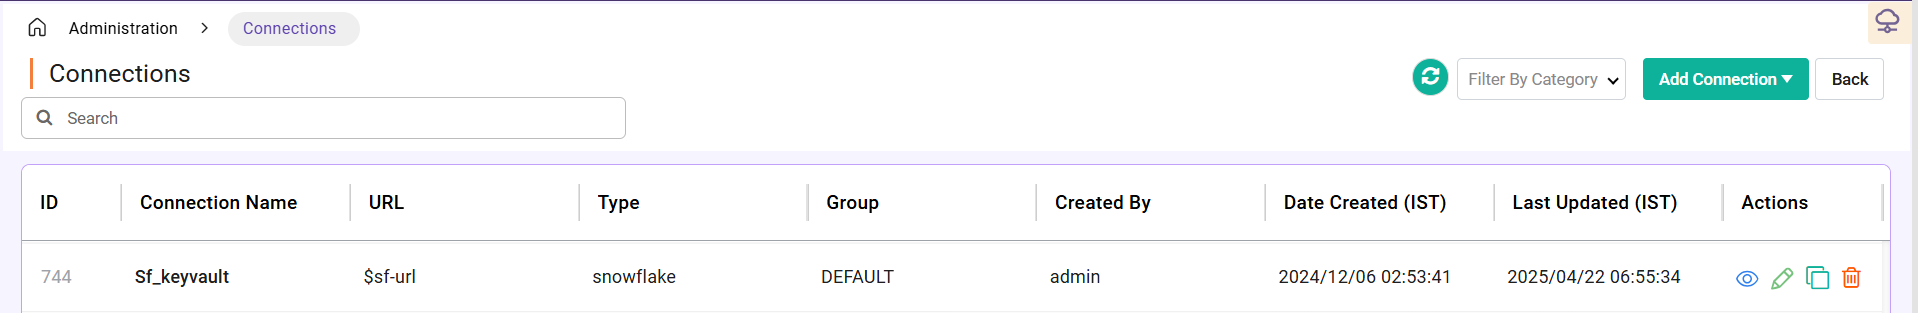 Administration > Connections
Connections
Filter By Category
Add Connection
Back
Search
ID Connection Name URL Type Group Created By Date Created (IST) Last Updated (IST) Actions
744 Sf_keyvault $sf-url snowflake DEFAULT admin 2024/12/06 02:53:41 2025/04/22 06:55:34